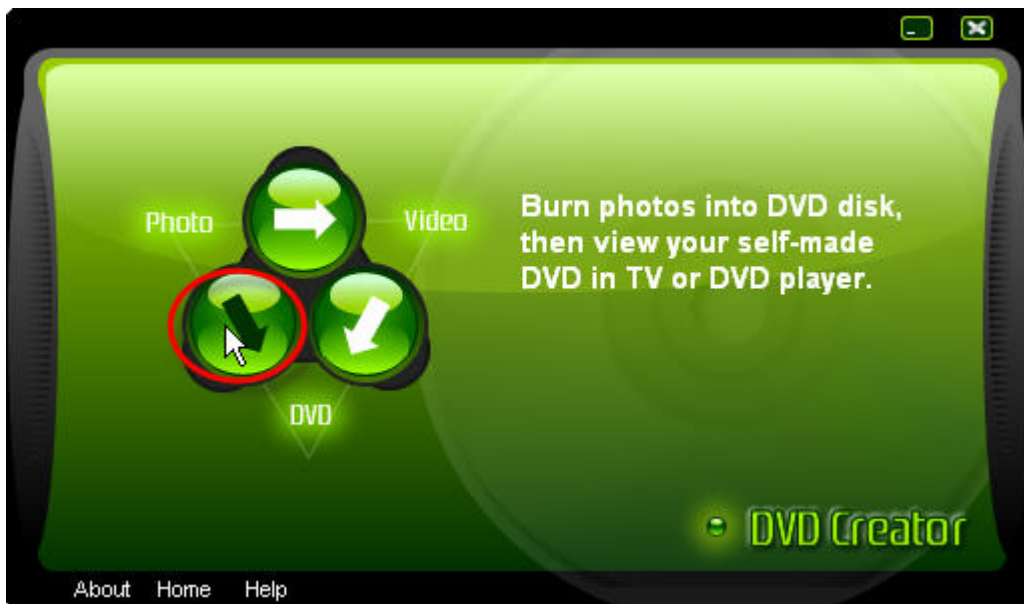 Photo
Video
Burn photos into DVD disk,
then view your self-made
DVD in TV or DVD player.
DVD
DVD Creator
About Home Help